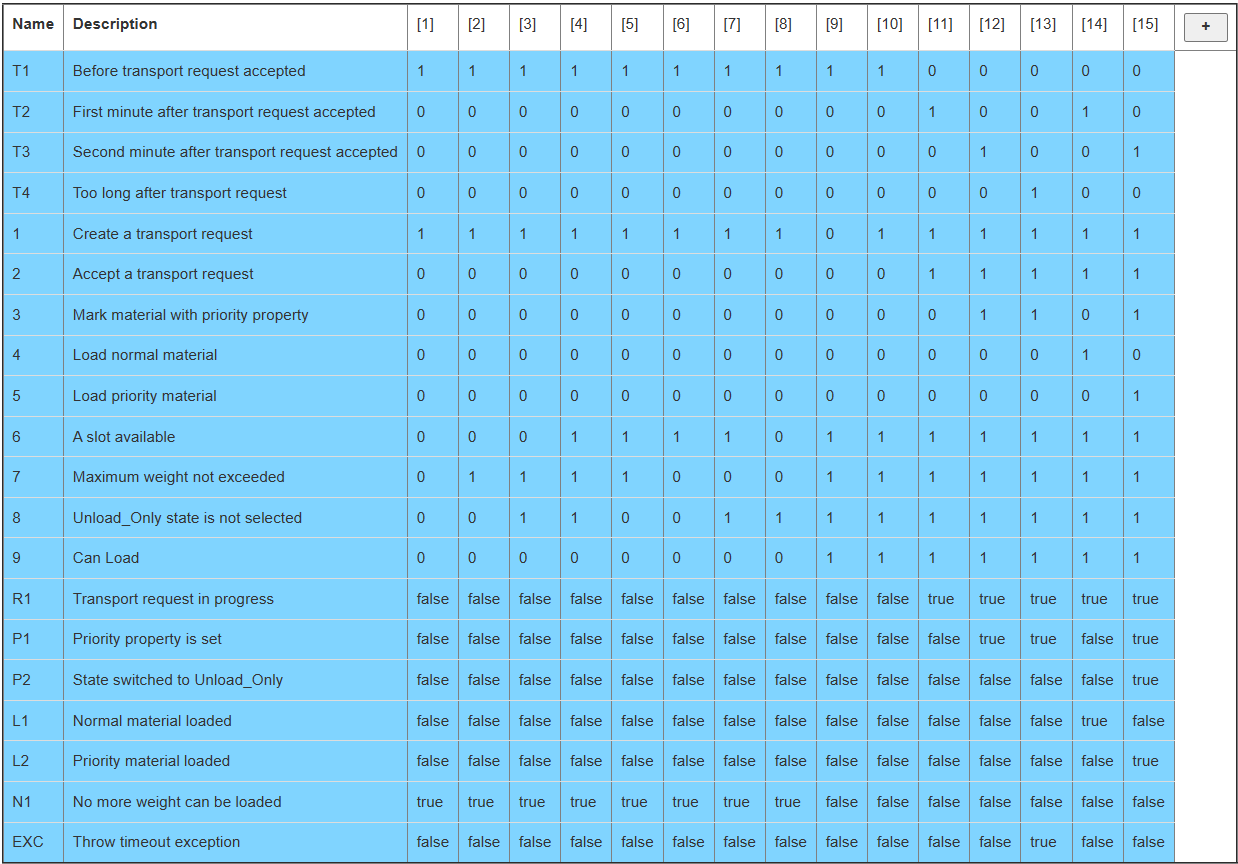 Name Description [1] [2] [3] [4] [5] [6] [7] [8] [9] [10] [11] [12] [13] [14] [15] +
T1 Before transport request accepted 1 1 1 1 1 1 1 1 1 1 0 0 0 0 0
T2 First minute after transport request accepted 0 0 0 0 0 0 0 0 0 0 1 0 0 1 0
T3 Second minute after transport request accepted 0 0 0 0 0 0 0 0 0 0 0 1 0 0 1
T4 Too long after transport request 0 0 0 0 0 0 0 0 0 0 0 0 1 0 0
1 Create a transport request 1 1 1 1 1 1 1 1 0 1 1 1 1 1 1
2 Accept a transport request 0 0 0 0 0 0 0 0 0 0 1 1 1 1 1
3 Mark material with priority property 0 0 0 0 0 0 0 0 0 0 0 1 1 0 1
4 Load normal material 0 0 0 0 0 0 0 0 0 0 0 0 0 1 0
5 Load priority material 0 0 0 0 0 0 0 0 0 0 0 0 0 0 1
6 A slot available 0 0 0 1 1 1 1 0 1 1 1 1 1 1 1
7 Maximum weight not exceeded 0 1 1 1 1 0 0 0 1 1 1 1 1 1 1
8 Unload_Only state is not selected 0 0 1 1 0 0 1 1 1 1 1 1 1 1 1
9 Can Load 0 0 0 0 0 0 0 0 1 1 1 1 1 1 1
R1 Transport request in progress false false false false false false false false false false true true true true true
P1 Priority property is set false false false false false false false false false false false true true false true
P2 State switched to Unload_Only false false false false false false false false false false false false false false true
L1 Normal material loaded false false false false false false false false false false false false false true false
L2 Priority material loaded false false false false false false false false false false false false false false true
N1 No more weight can be loaded true true true true true true true true false false false false false false false
EXC Throw timeout exception false false false false false false false false false false false false true false false